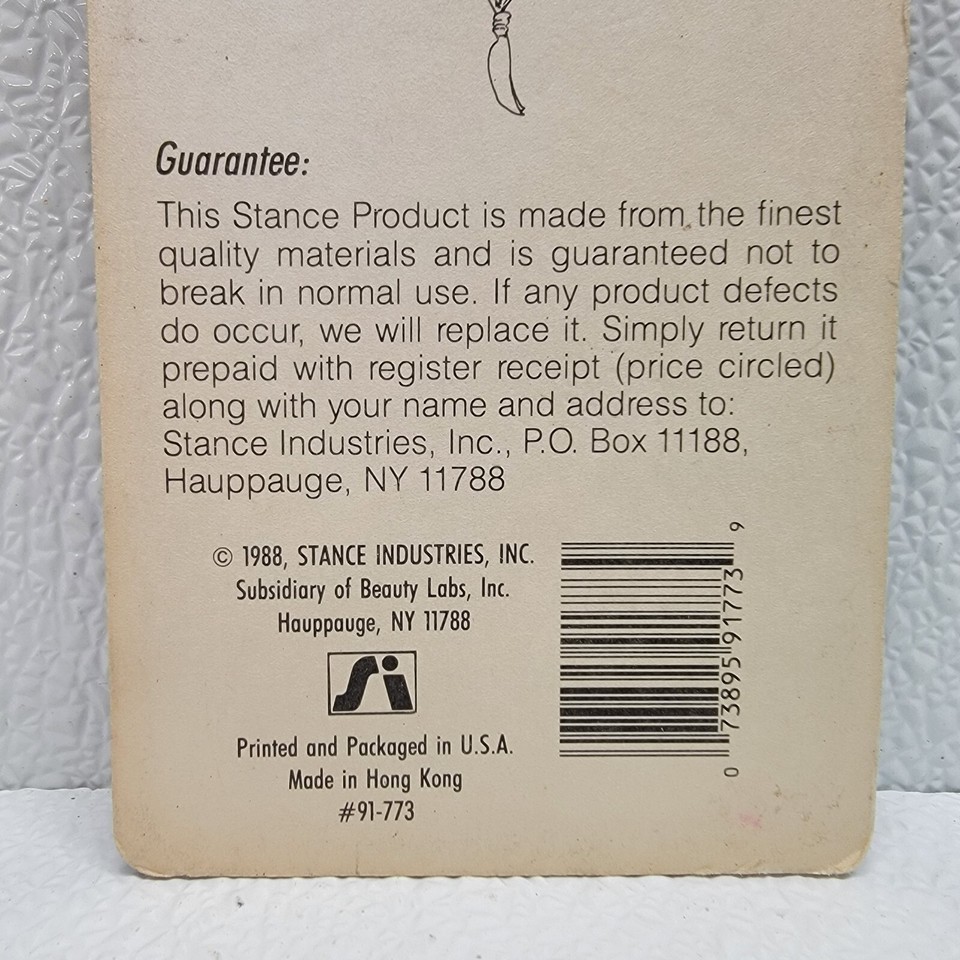 Guarantee:
This Stance Product is made from the finest
quality materials and is guaranteed not to
break in normal use. If any product defects
do occur, we will replace it. Simply return it
prepaid with register receipt (price circled)
along with your name and address to:
Stance Industries, Inc., P.O. Box 11188,
Hauppauge, NY 11788
© 1988, STANCE INDUSTRIES, INC.
Subsidiary of Beauty Labs, Inc.
Hauppauge, NY 11788
Si
Printed and Packaged in U.S.A.
Made in Hong Kong
#91-773
0 73895 91773 9